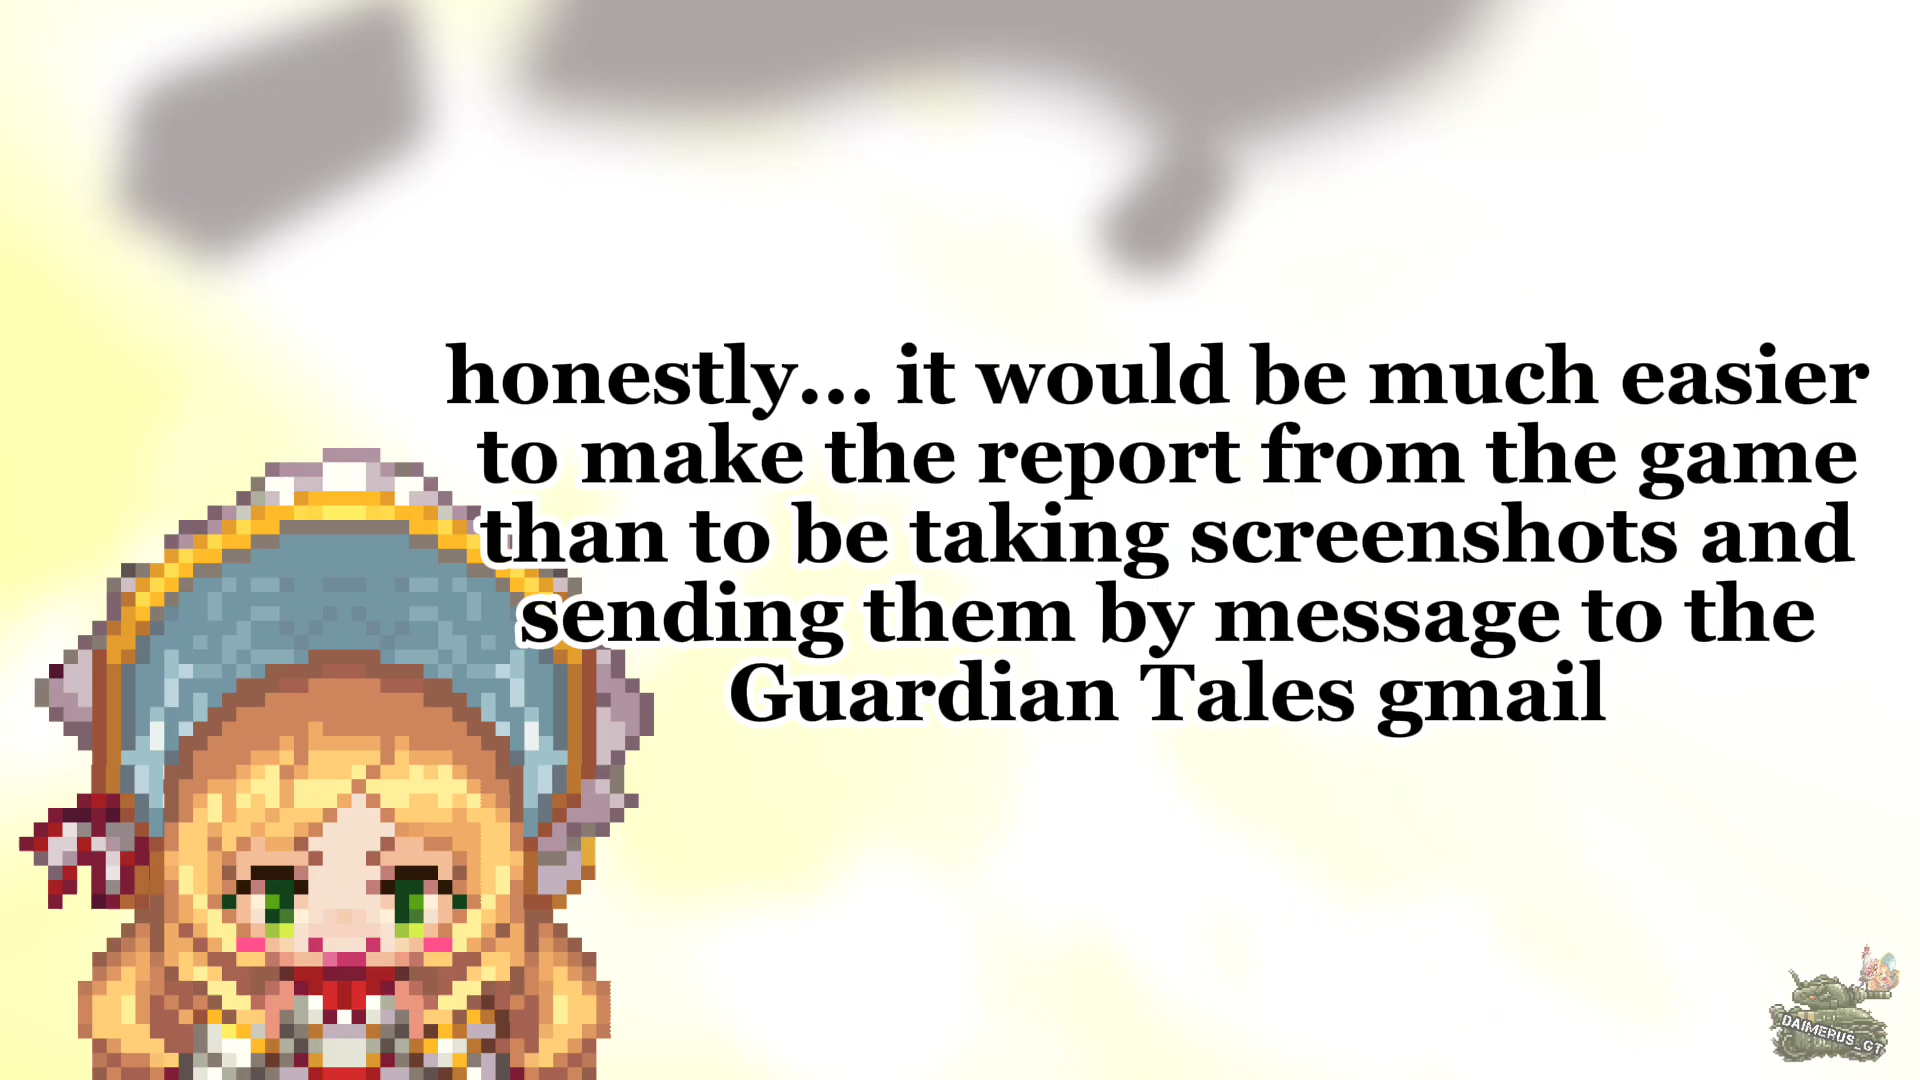 honestly... it would be much easier
to make the report from the game
than to be taking screenshots and
sending them by message to the
Guardian Tales gmail
DAIMERUS_GT